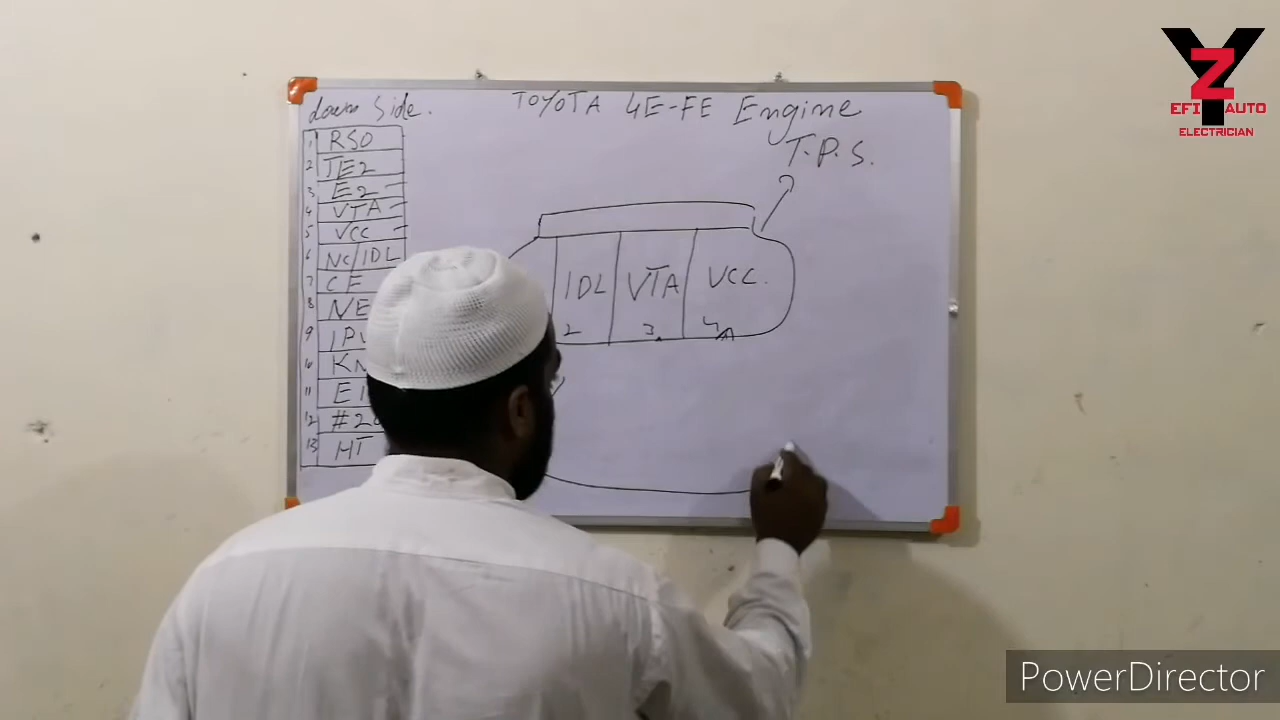 down side.
TOYOTA 4E-FE Engine
T.P.S.
1 RSO
2 TE2
3 E2
4 VTA
5 VCC
6 NC/IDL
7
8 NE
9
10
11
12
13 HT
IDL VTA VCC.
2 3 4
YZ
EFI AUTO
ELECTRICIAN
PowerDirector